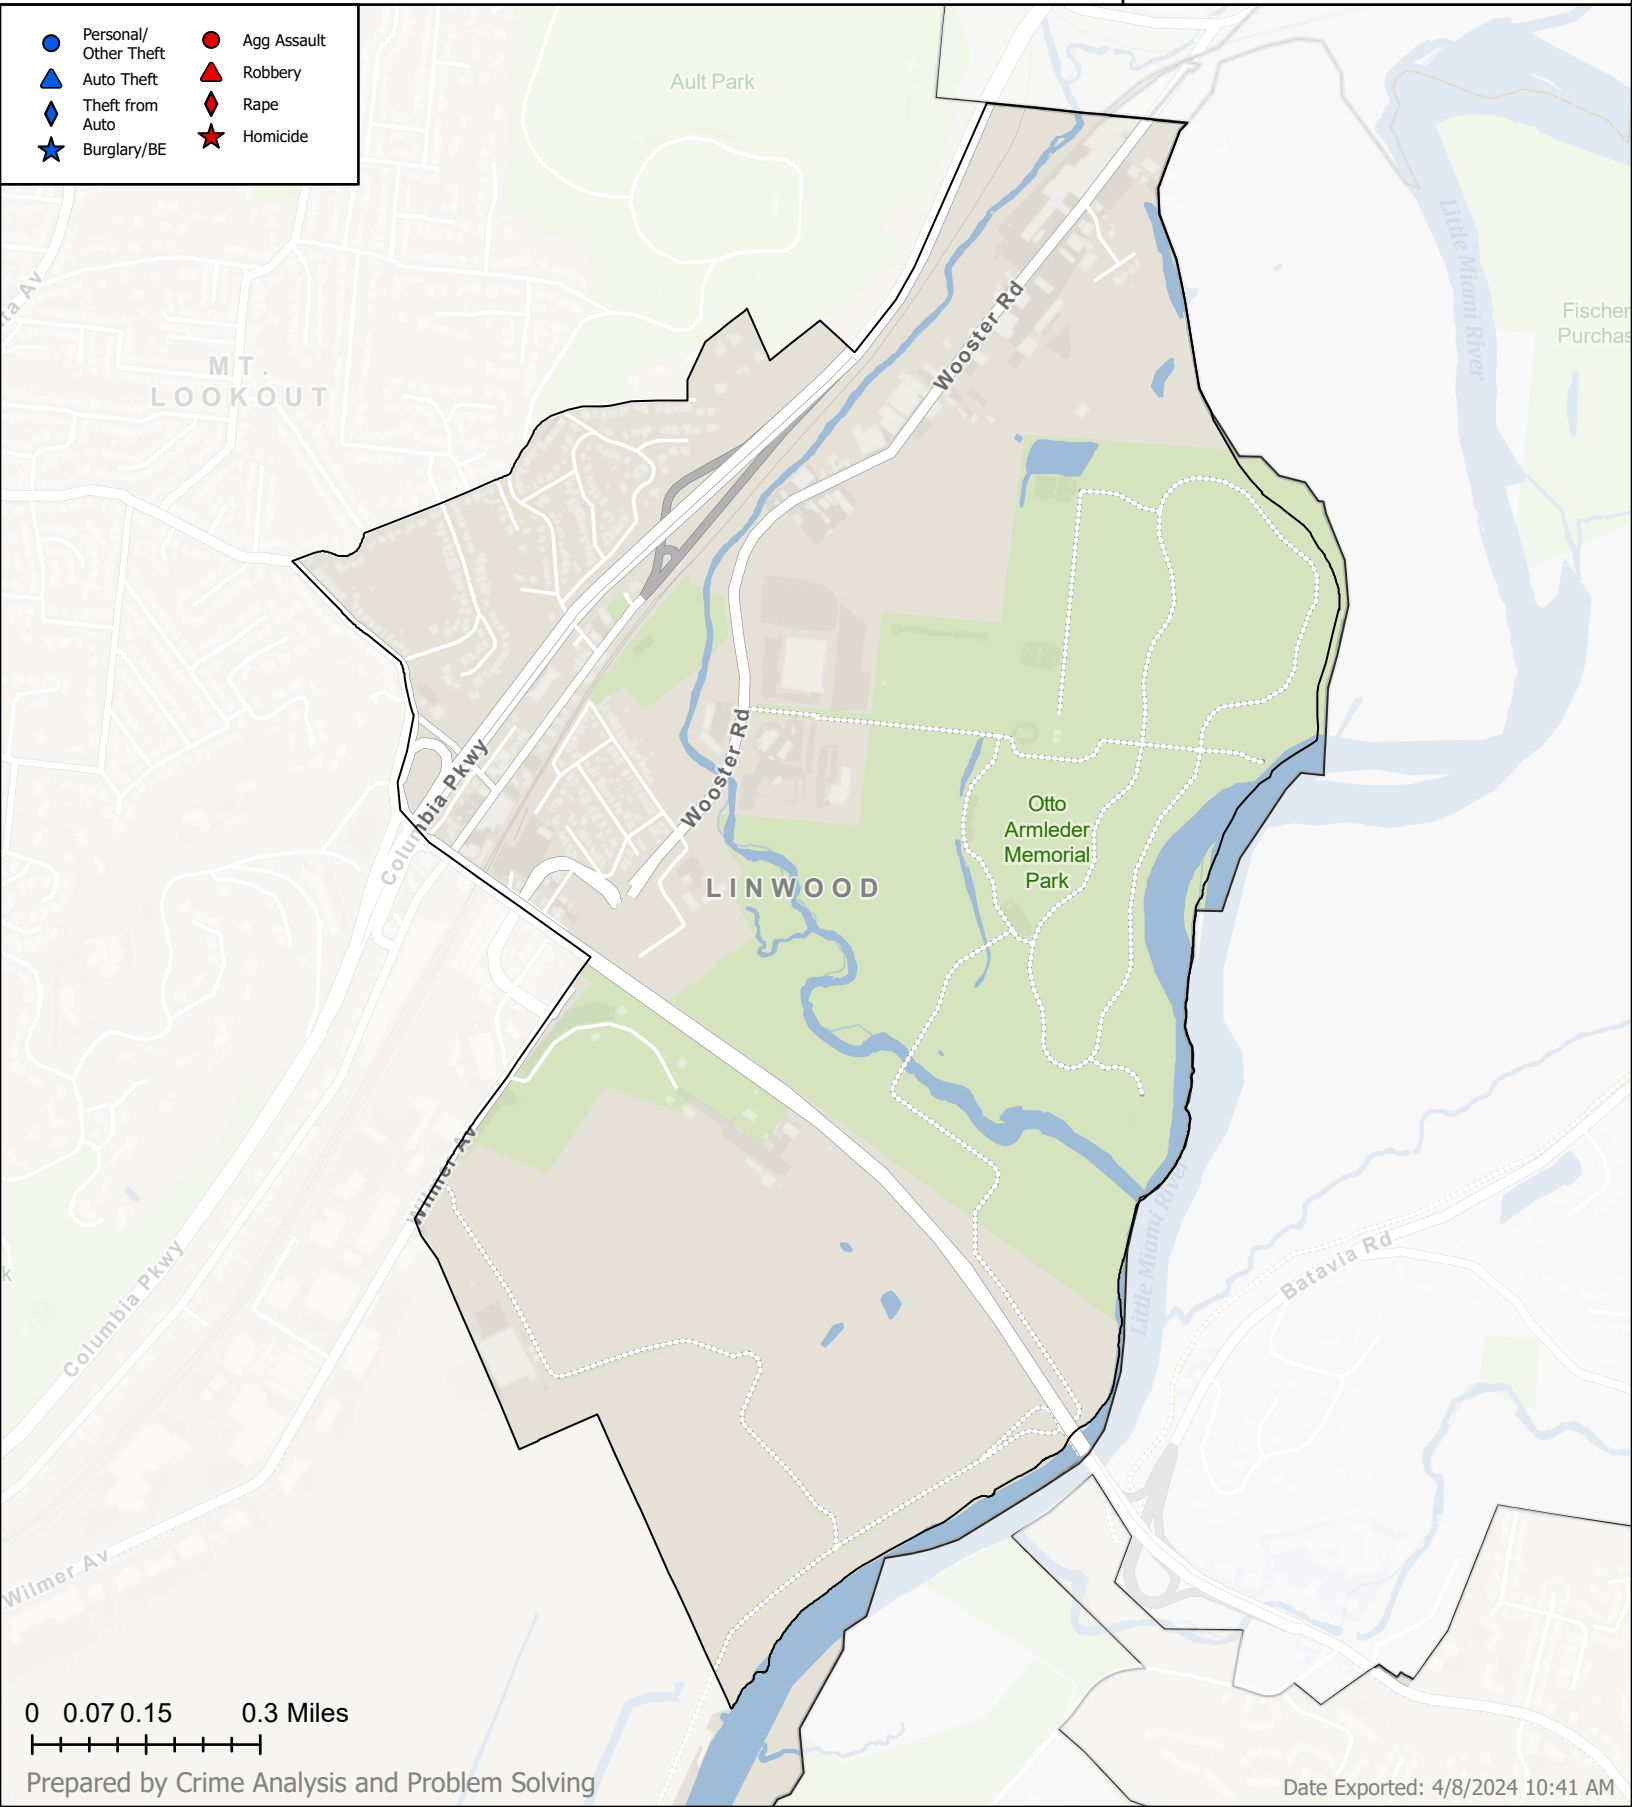 Personal/
Other Theft
Auto Theft
Theft from
Auto
Burglary/BE
Agg Assault
Robbery
Rape
Homicide
Ault Park
Little Miami River
Fischer
Purchas
ta Av
MT.
LOOKOUT
Wooster Rd
Columbia Pkwy
Wooster Rd
Otto
Armleder
Memorial
Park
LINWOOD
Wilmer Av
Little Miami River
Batavia Rd
k
Columbia Pkwy
Wilmer Av
0 0.07 0.15 0.3 Miles
Prepared by Crime Analysis and Problem Solving
Date Exported: 4/8/2024 10:41 AM